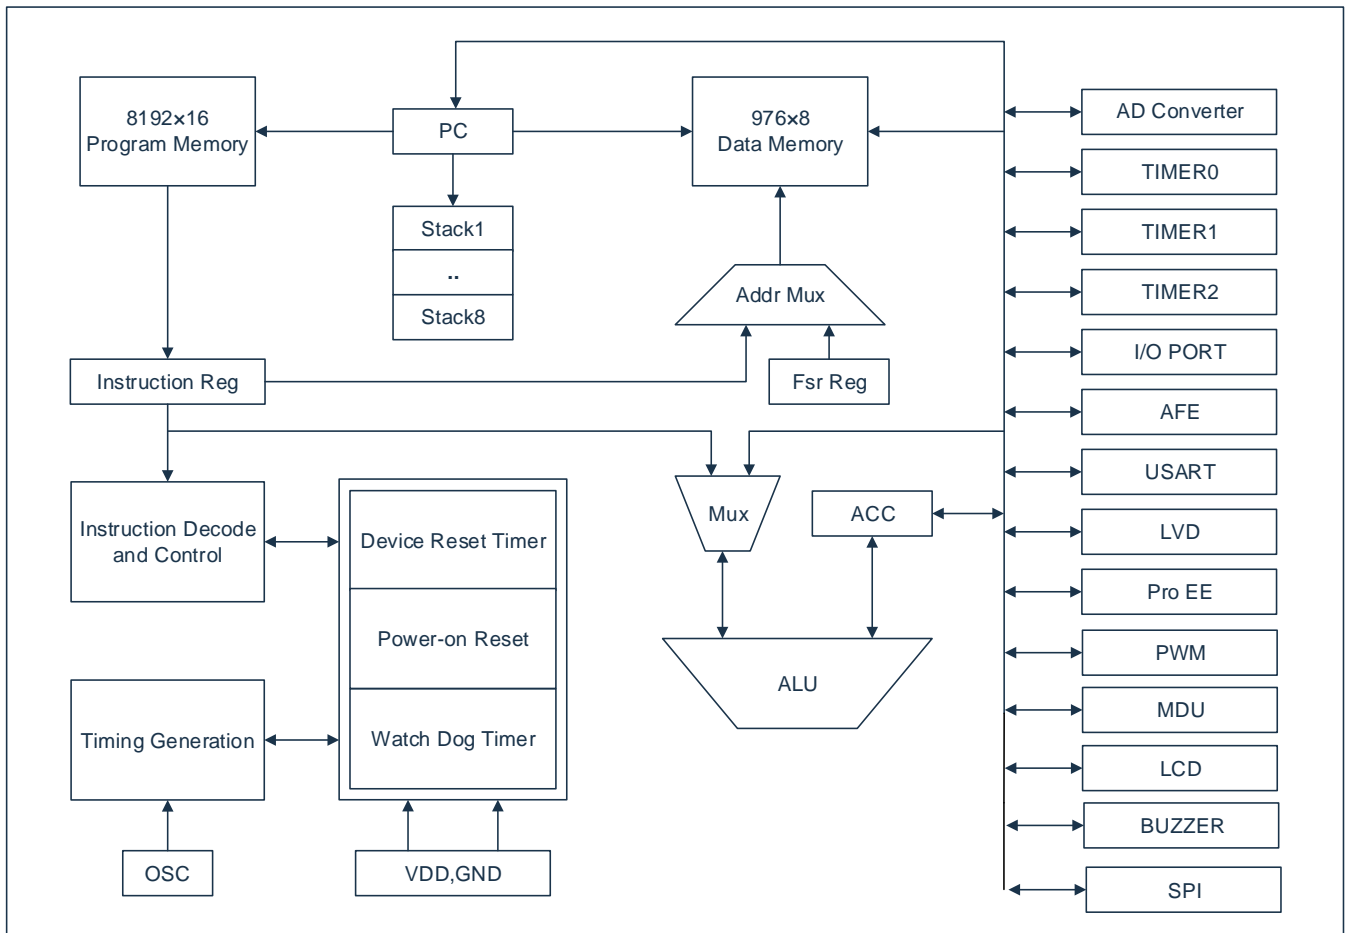 8192×16
Program Memory
PC
976×8
Data Memory
AD Converter
TIMER0
Stack1
TIMER1
..
Addr Mux
TIMER2
Stack8
I/O PORT
Instruction Reg
Fsr Reg
AFE
USART
Instruction Decode
and Control
Device Reset Timer
Mux
ACC
LVD
Pro EE
Power-on Reset
PWM
ALU
MDU
Timing Generation
Watch Dog Timer
LCD
BUZZER
OSC
VDD,GND
SPI